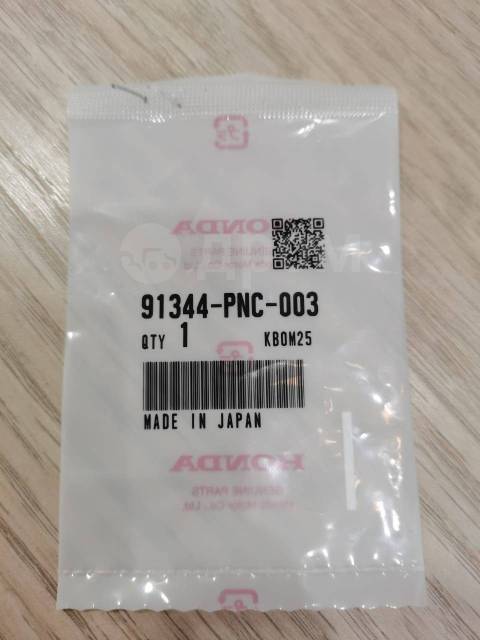 HONDA
GENUINE PARTS
91344-PNC-003
QTY 1 KBOM25
MADE IN JAPAN
HONDA
GENUINE PARTS
Honda Motor Co., Ltd.